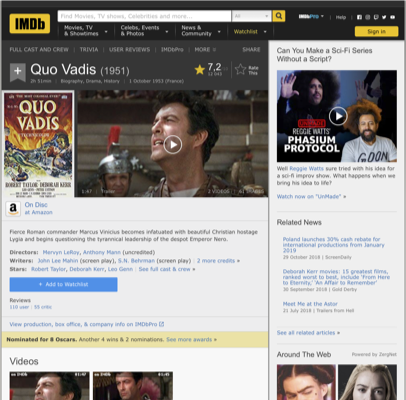 IMDb
Find Movies, TV shows, Celebrities and more...
All
Movies, TV
& Showtimes
Celebs, Events
& Photos
News &
Community
Watchlist
IMDbPro
Help
Sign in
FULL CAST AND CREW | TRIVIA | USER REVIEWS | IMDbPro | MORE
SHARE
Quo Vadis (1951)
2h 51min | Biography, Drama, History | 1 October 1953 (France)
7,2
Rate
This
QUO
VADIS
ROBERT TAYLOR DEBORAH KERR
1:47 | Trailer
2 VIDEOS
On Disc
at Amazon
Fierce Roman commander Marcus Vinicius becomes infatuated with beautiful Christian hostage
Lygia and begins questioning the tyrannical leadership of the despot Emperor Nero.
Directors: Mervyn LeRoy, Anthony Mann (uncredited)
Writers: John Lee Mahin (screen play), S.N. Behrman (screen play) | 2 more credits »
Stars: Robert Taylor, Deborah Kerr, Leo Genn | See full cast & crew »
+ Add to Watchlist
Reviews
110 user | 39 critic
View production, box office, & company info on IMDbPro
Nominated for 8 Oscars. Another 4 wins & 2 nominations. See more awards »
Videos
Can You Make a Sci-Fi Series
Without a Script?
REGGIE WATTS'
PHASIUM
PROTOCOL
Well Reggie Watts sure tried with his idea for
a sci-fi improv show. What happens when we
bring his idea to life?
Watch now on "UnMade" »
Related News
Poland launches 30% cash rebate for
international productions from
January 2019
29 October 2018 | ScreenDaily
Deborah Kerr movies: 15 greatest films,
ranked worst to best, include 'From Here
to Eternity,' 'An Affair to Remember'
30 September 2018 | Gold Derby
Meet Me at the Astor
21 July 2018 | Trailers from Hell
See all related articles »
Around The Web
Powered by ZergNet